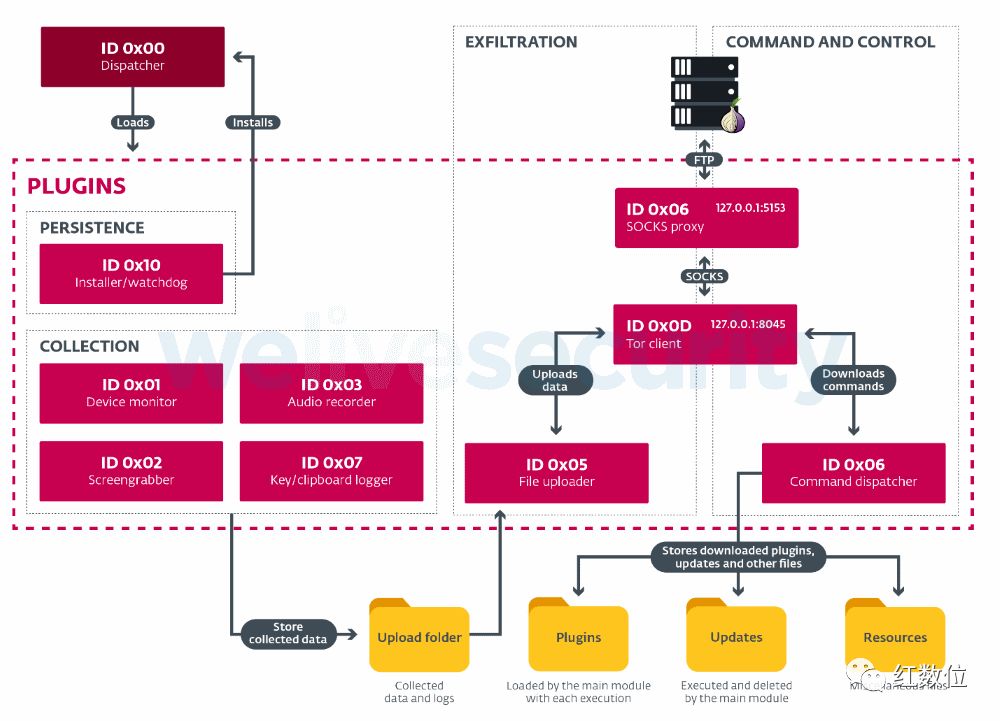 ID 0x00
Dispatcher
EXFILTRATION
COMMAND AND CONTROL
Loads
Installs
FTP
PLUGINS
PERSISTENCE
ID 0x10
Installer/watchdog
ID 0x06
127.0.0.1:5153
SOCKS proxy
SOCKS
ID 0x0D
127.0.0.1:8045
Tor client
welivesecurity
COLLECTION
ID 0x01
Device monitor
ID 0x03
Audio recorder
Uploads
data
Downloads
commands
ID 0x02
Screengrabber
ID 0x07
Key/clipboard logger
ID 0x05
File uploader
ID 0x06
Command dispatcher
Stores downloaded plugins,
updates and other files
Store
collected data
Upload folder
Plugins
Updates
Resources
Collected
data and logs
Loaded by the main module
with each execution
Executed and deleted
by the main module
files
红数位